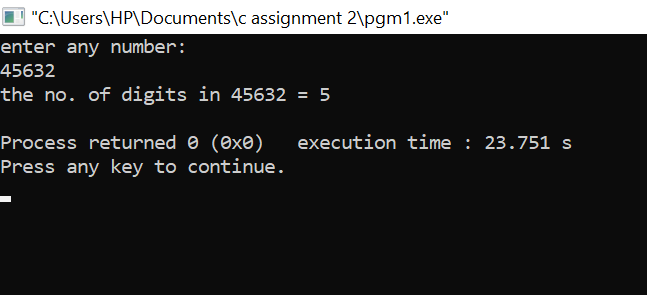 "C:\Users\HP\Documents\c assignment 2\pgm1.exe"
enter any number:
45632
the no. of digits in 45632 = 5
Process returned 0 (0x0)   execution time : 23.751 s
Press any key to continue.